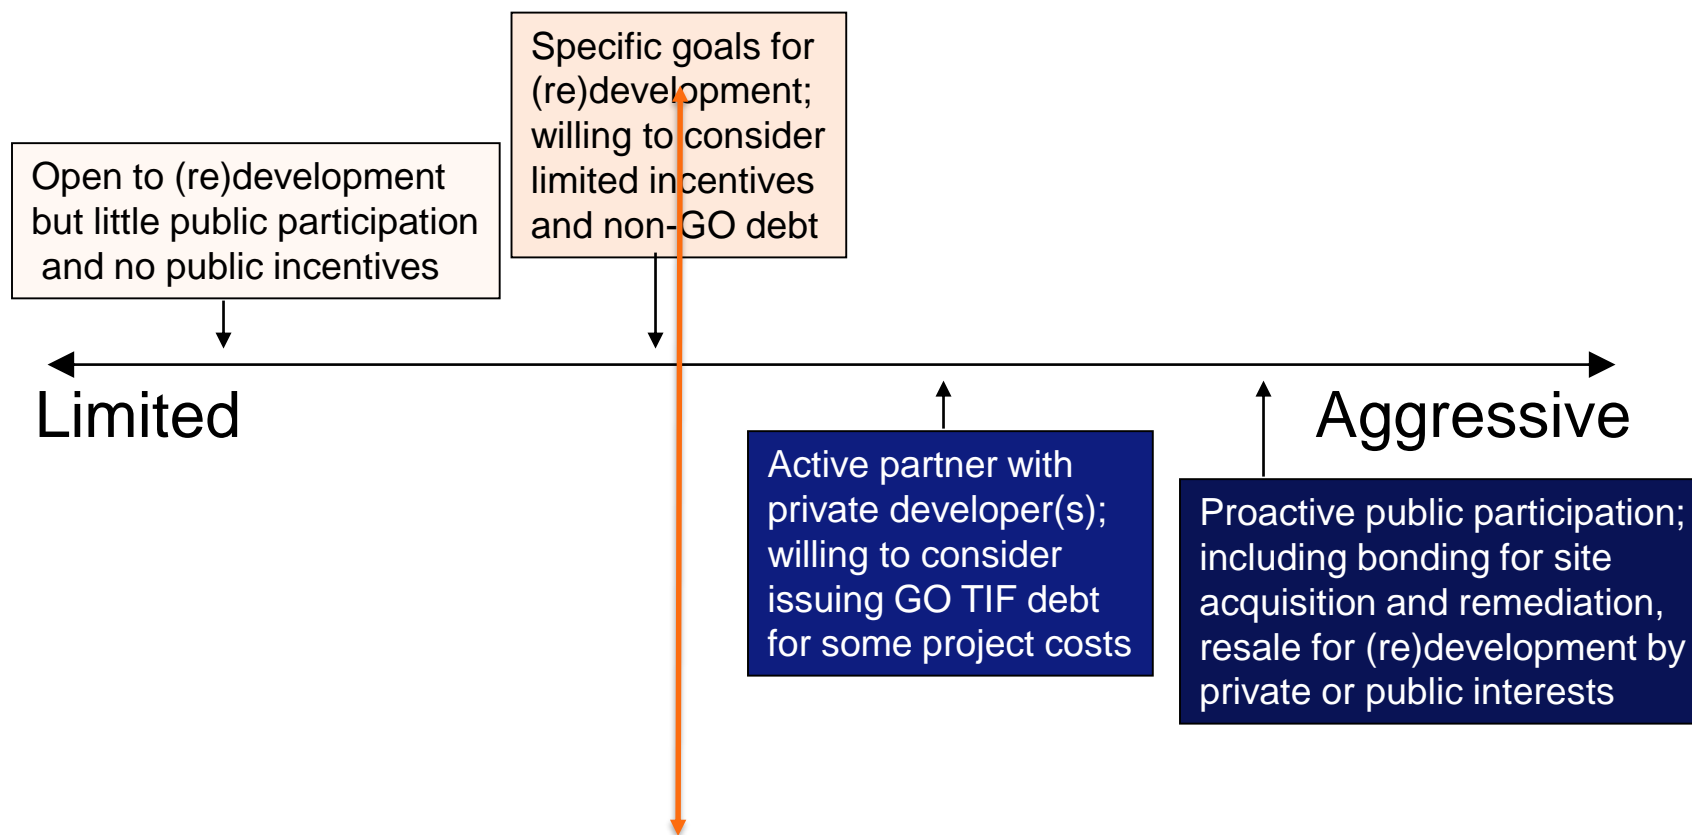 Specific goals for
(re)development;
willing to consider
limited incentives
and non-GO debt
Open to (re)development
but little public participation
and no public incentives
Limited
Aggressive
Active partner with
private developer(s);
willing to consider
issuing GO TIF debt
for some project costs
Proactive public participation;
including bonding for site
acquisition and remediation,
resale for (re)development by
private or public interests